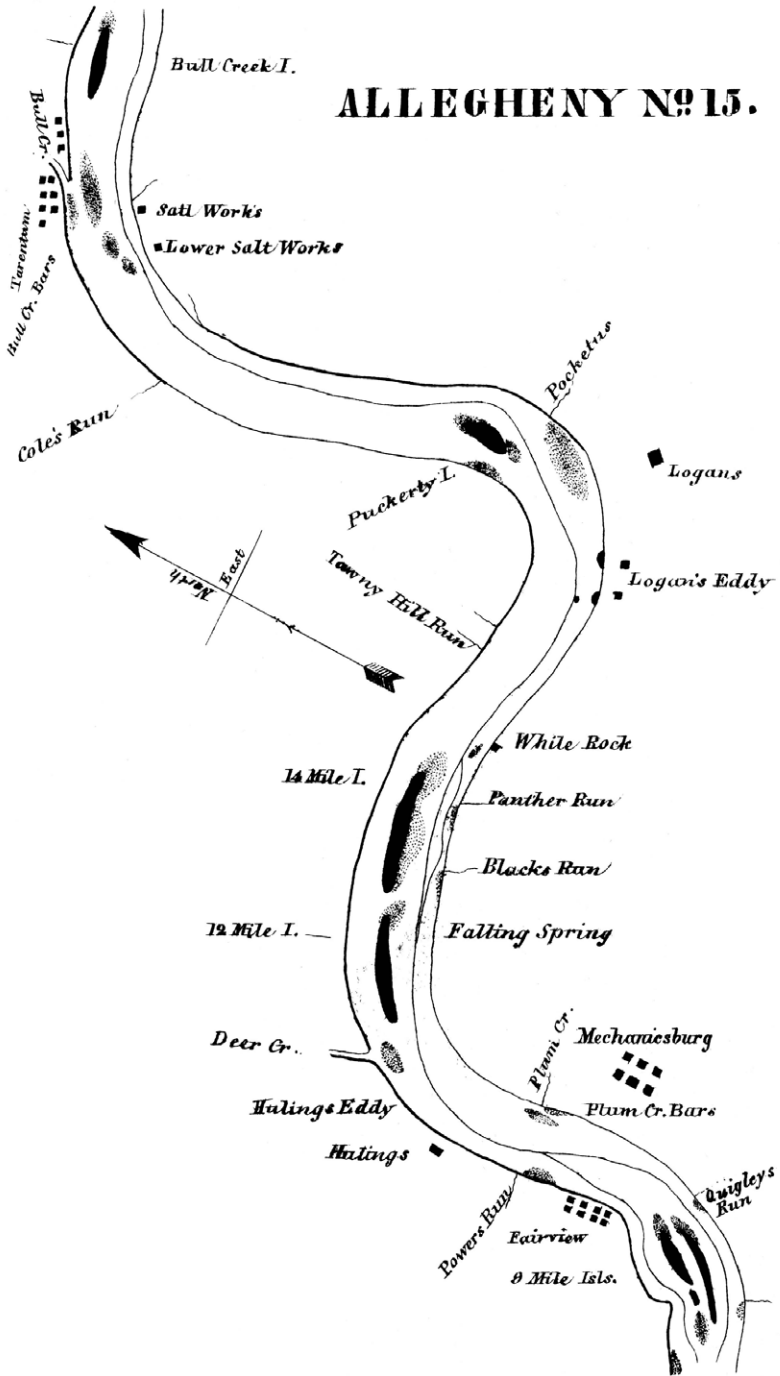 Bull Creek I.
ALLEGHENY No 15.
Bull Cr.
Satl Works
Lower Salt Works
Tarentum
Bull Cr. Bars
Cole's Run
Pocketus
Logans
Puckerty I.
North
East
Tawny Hill Run
Logan's Eddy
White Rock
14 Mile I.
Panther Run
Blacks Run
12 Mile I.
Falling Spring
Deer Cr.
Plum Cr.
Mechaniesburg
Hulings Eddy
Plum Cr. Bars
Hulings
Quigleys
Run
Powers Run
Fairview
9 Mile Isls.